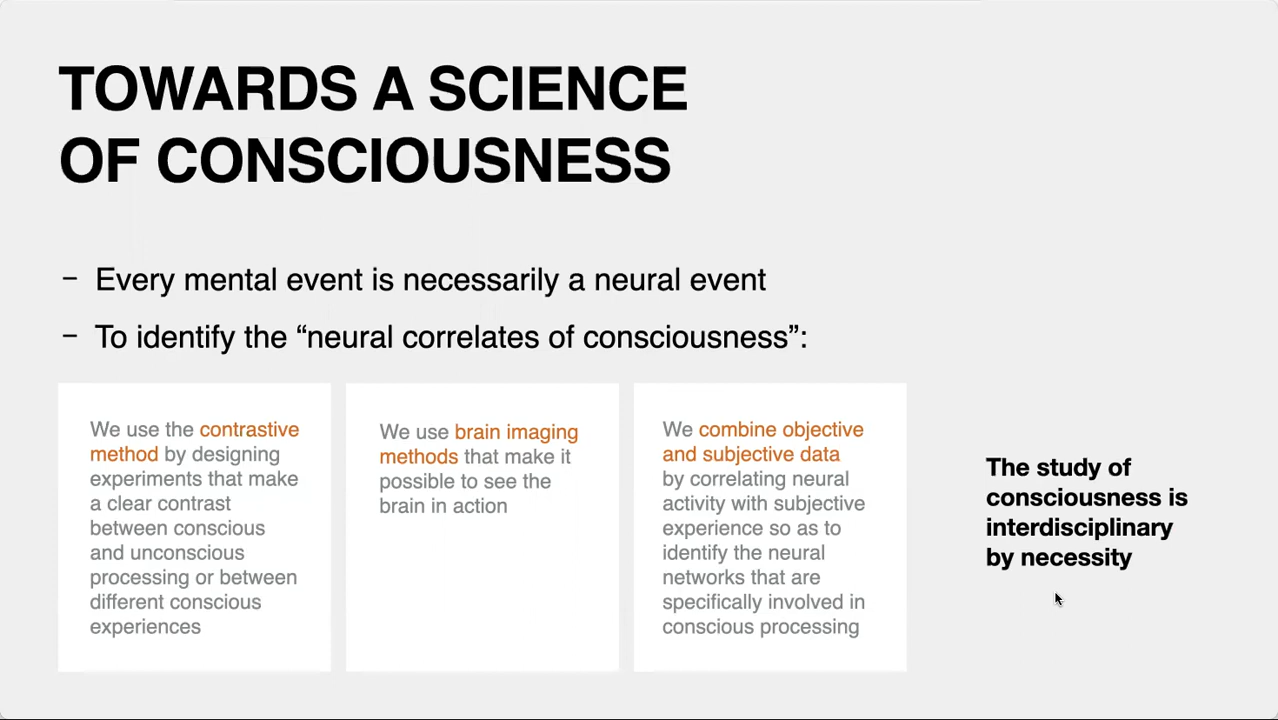 TOWARDS A SCIENCE
OF CONSCIOUSNESS
– Every mental event is necessarily a neural event
– To identify the “neural correlates of consciousness”:
We use the contrastive
method by designing
experiments that make
a clear contrast
between conscious
and unconscious
processing or between
different conscious
experiences
We use brain imaging
methods that make it
possible to see the
brain in action
We combine objective
and subjective data
by correlating neural
activity with subjective
experience so as to
identify the neural
networks that are
specifically involved in
conscious processing
The study of
consciousness is
interdisciplinary
by necessity